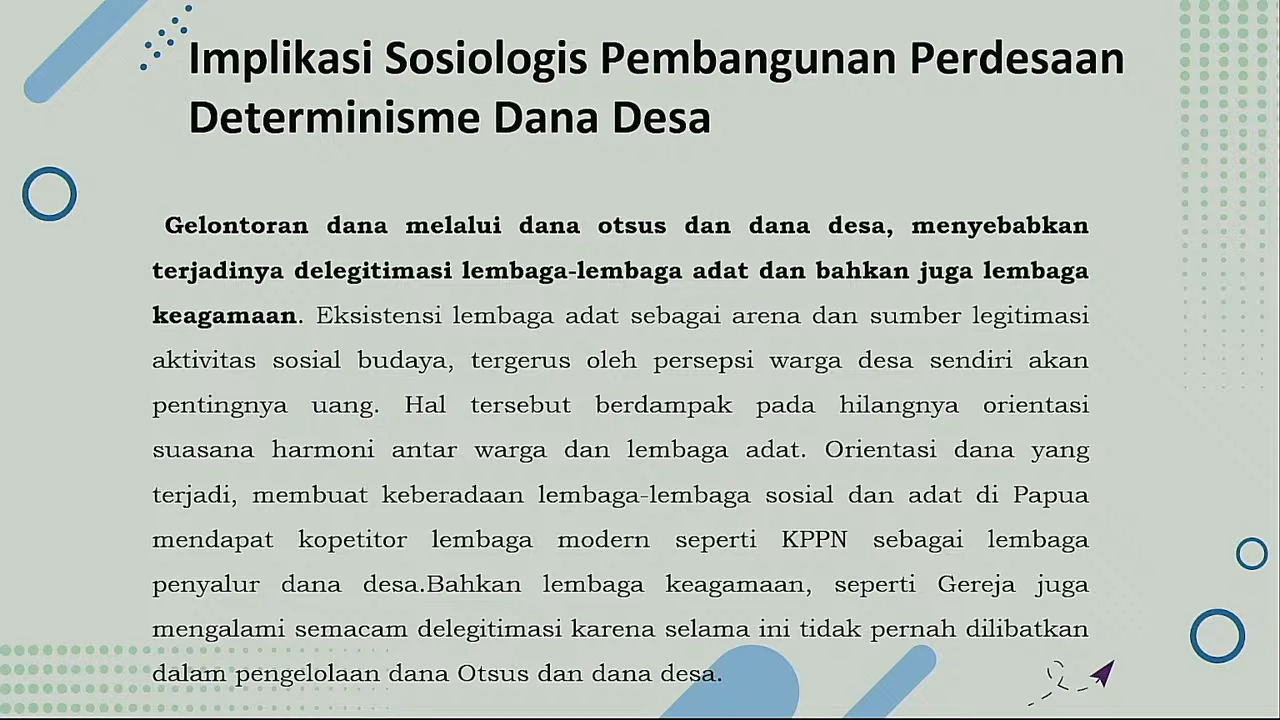 Implikasi Sosiologis Pembangunan Perdesaan
Determinisme Dana Desa
Gelontoran dana melalui dana otsus dan dana desa, menyebabkan
terjadinya delegitimasi lembaga-lembaga adat dan bahkan juga lembaga
keagamaan. Eksistensi lembaga adat sebagai arena dan sumber legitimasi
aktivitas sosial budaya, tergerus oleh persepsi warga desa sendiri akan
pentingnya uang. Hal tersebut berdampak pada hilangnya orientasi
suasana harmoni antar warga dan lembaga adat. Orientasi dana yang
terjadi, membuat keberadaan lembaga-lembaga sosial dan adat di Papua
mendapat kopetitor lembaga modern seperti KPPN sebagai lembaga
penyalur dana desa.Bahkan lembaga keagamaan, seperti Gereja juga
mengalami semacam delegitimasi karena selama ini tidak pernah dilibatkan
dalam pengelolaan dana Otsus dan dana desa.